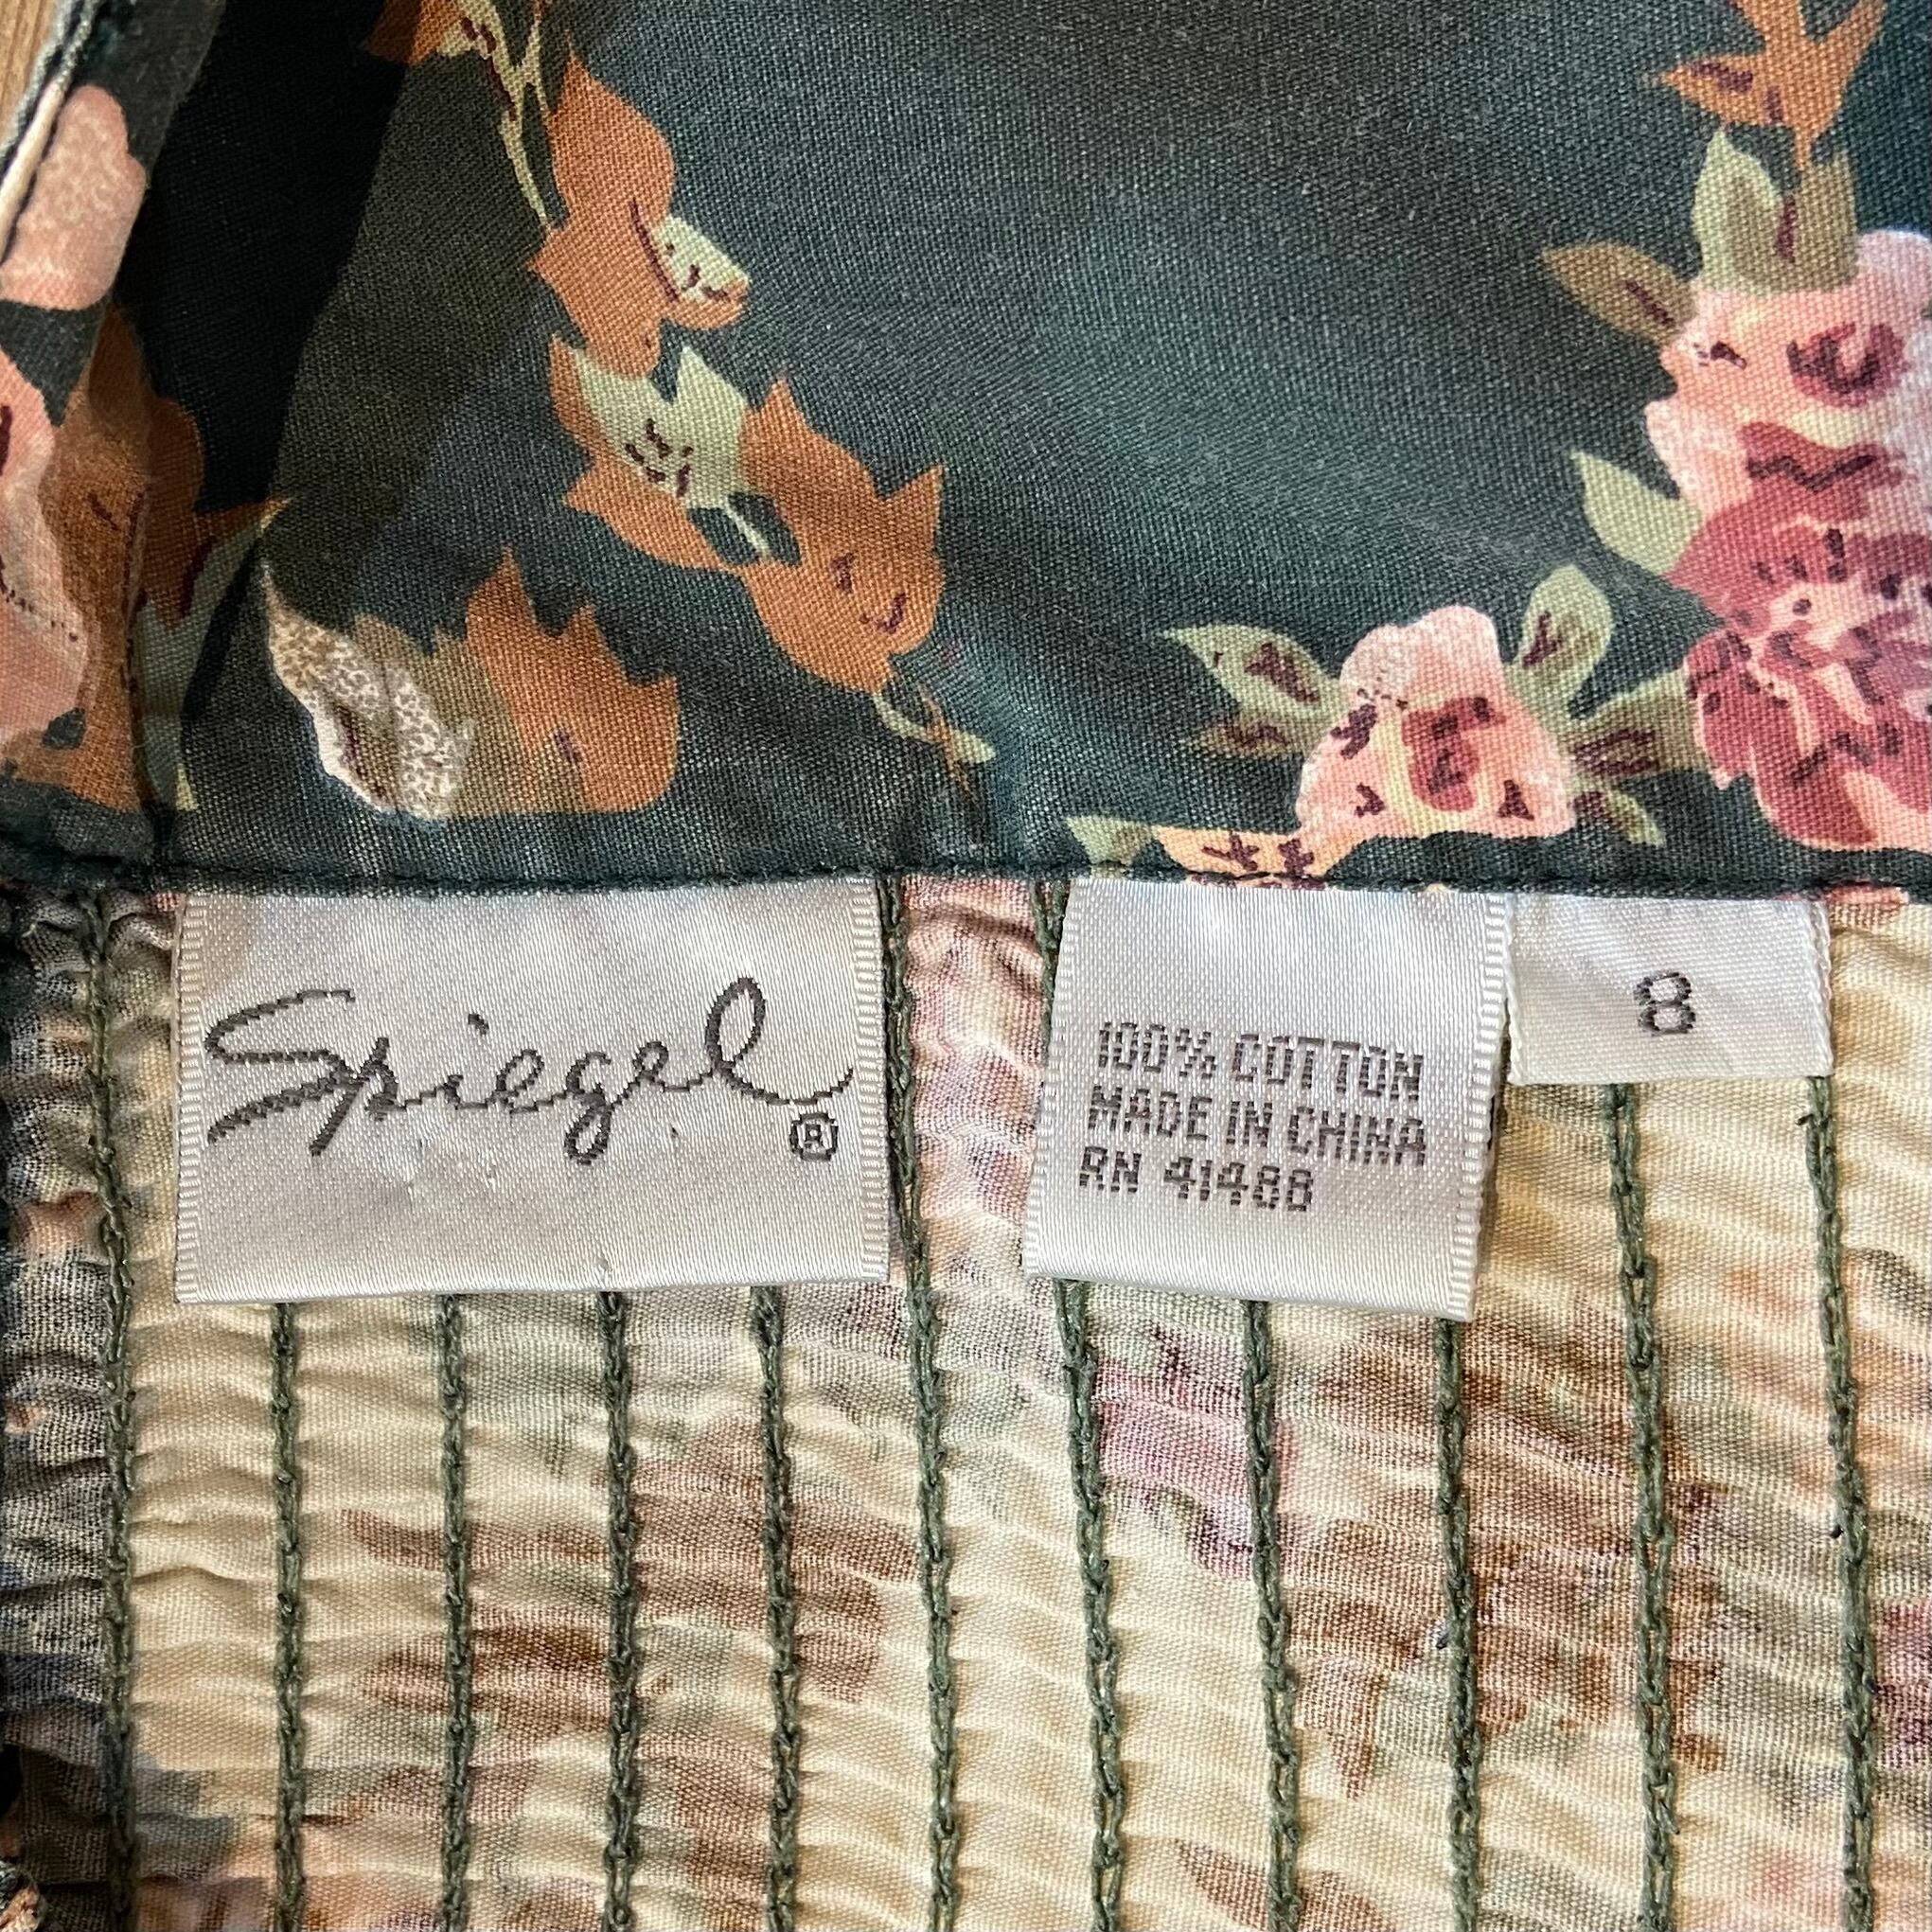 Spiegel®
100% COTTON
MADE IN CHINA
RN 41488
8